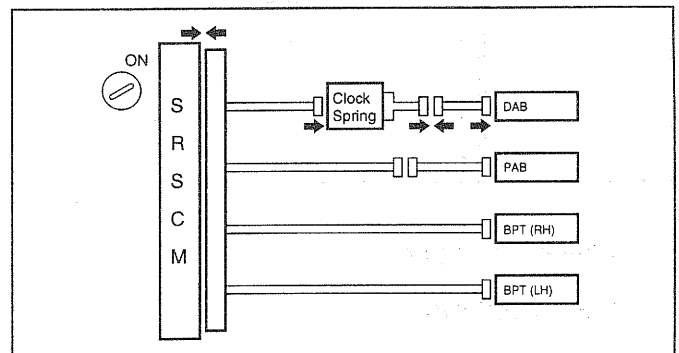 ON
S
R
S
C
M
Clock
Spring
DAB
PAB
BPT (RH)
BPT (LH)